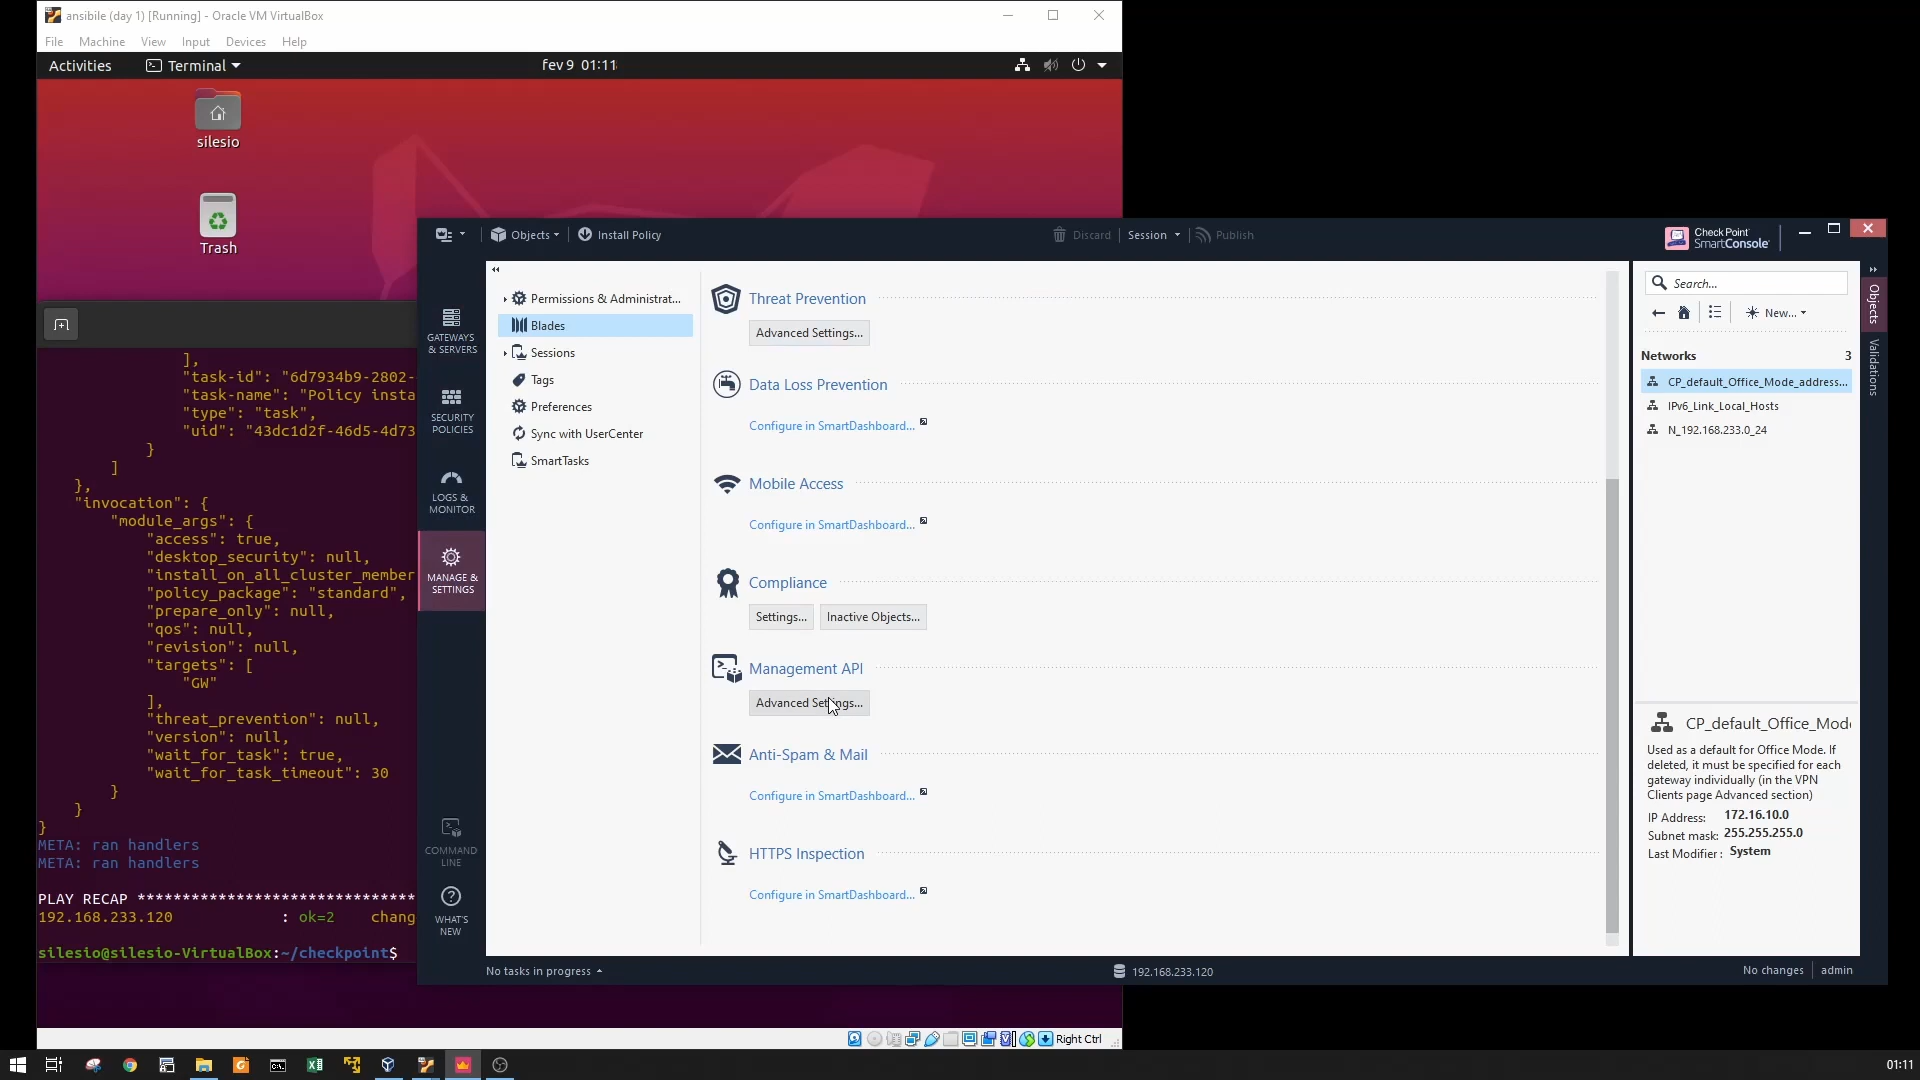 ansibile (day 1) [Running] - Oracle VM VirtualBox
File Machine View Input Devices Help
Activities Terminal fev 9 01:11
silesio
Trash
],
"task-id": "6d7934b9-2802-
"task-name": "Policy insta
"type": "task",
"uid": "43dc1d2f-46d5-4d73
}
]
},
"invocation": {
"module_args": {
"access": true,
"desktop_security": null,
"install_on_all_cluster_member
"policy_package": "standard",
"prepare_only": null,
"qos": null,
"revision": null,
"targets": [
"GW"
],
"threat_prevention": null,
"version": null,
"wait_for_task": true,
"wait_for_task_timeout": 30
}
}
}
META: ran handlers
META: ran handlers
PLAY RECAP *******************************
192.168.233.120 : ok=2 chang
silesio@silesio-VirtualBox:~/checkpoint$
Objects Install Policy Discard Session Publish
Check Point
SmartConsole
GATEWAYS
& SERVERS
SECURITY
POLICIES
LOGS &
MONITOR
MANAGE &
SETTINGS
COMMAND
LINE
WHAT'S
NEW
Permissions & Administrat...
Blades
Sessions
Tags
Preferences
Sync with UserCenter
SmartTasks
Threat Prevention
Advanced Settings...
Data Loss Prevention
Configure in SmartDashboard...
Mobile Access
Configure in SmartDashboard...
Compliance
Settings... Inactive Objects...
Management API
Advanced Settings...
Anti-Spam & Mail
Configure in SmartDashboard...
HTTPS Inspection
Configure in SmartDashboard...
Search...
New...
Networks 3
CP_default_Office_Mode_address...
IPv6_Link_Local_Hosts
N_192.168.233.0_24
CP_default_Office_Mode
Used as a default for Office Mode. If
deleted, it must be specified for each
gateway individually (in the VPN
Clients page Advanced section)
IP Address: 172.16.10.0
Subnet mask: 255.255.255.0
Last Modifier : System
Objects
Validations
No tasks in progress 192.168.233.120 No changes admin
Right Ctrl
01:11